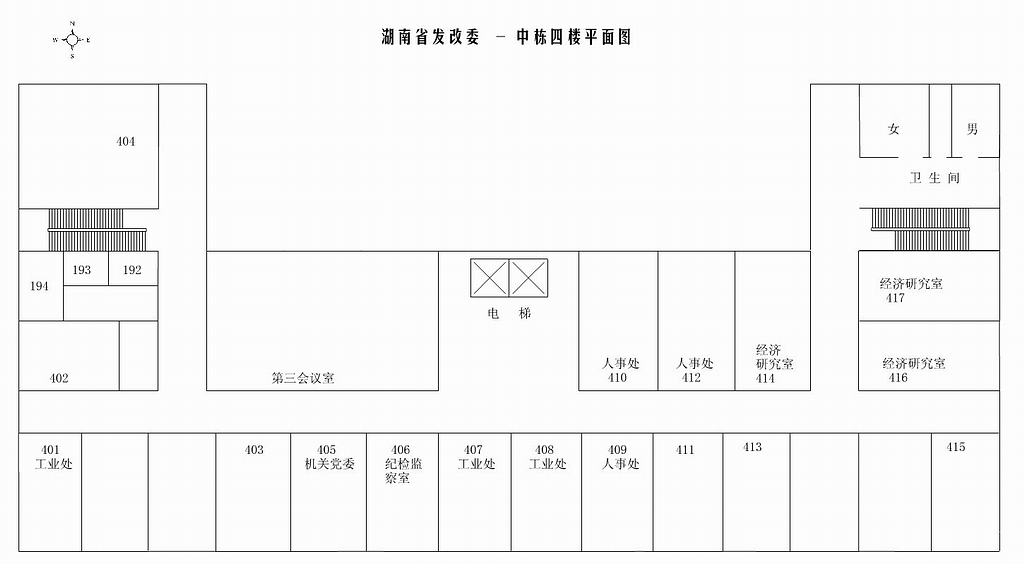 N
W E
S
湖南省发改委 - 中栋四楼平面图
404
女 男
卫 生 间
193 192
194
402
第三会议室
电 梯
人事处
410
人事处
412
经济
研究室
414
经济研究室
417
经济研究室
416
401
工业处
403
405
机关党委
406
纪检监
察室
407
工业处
408
工业处
409
人事处
411
413
415